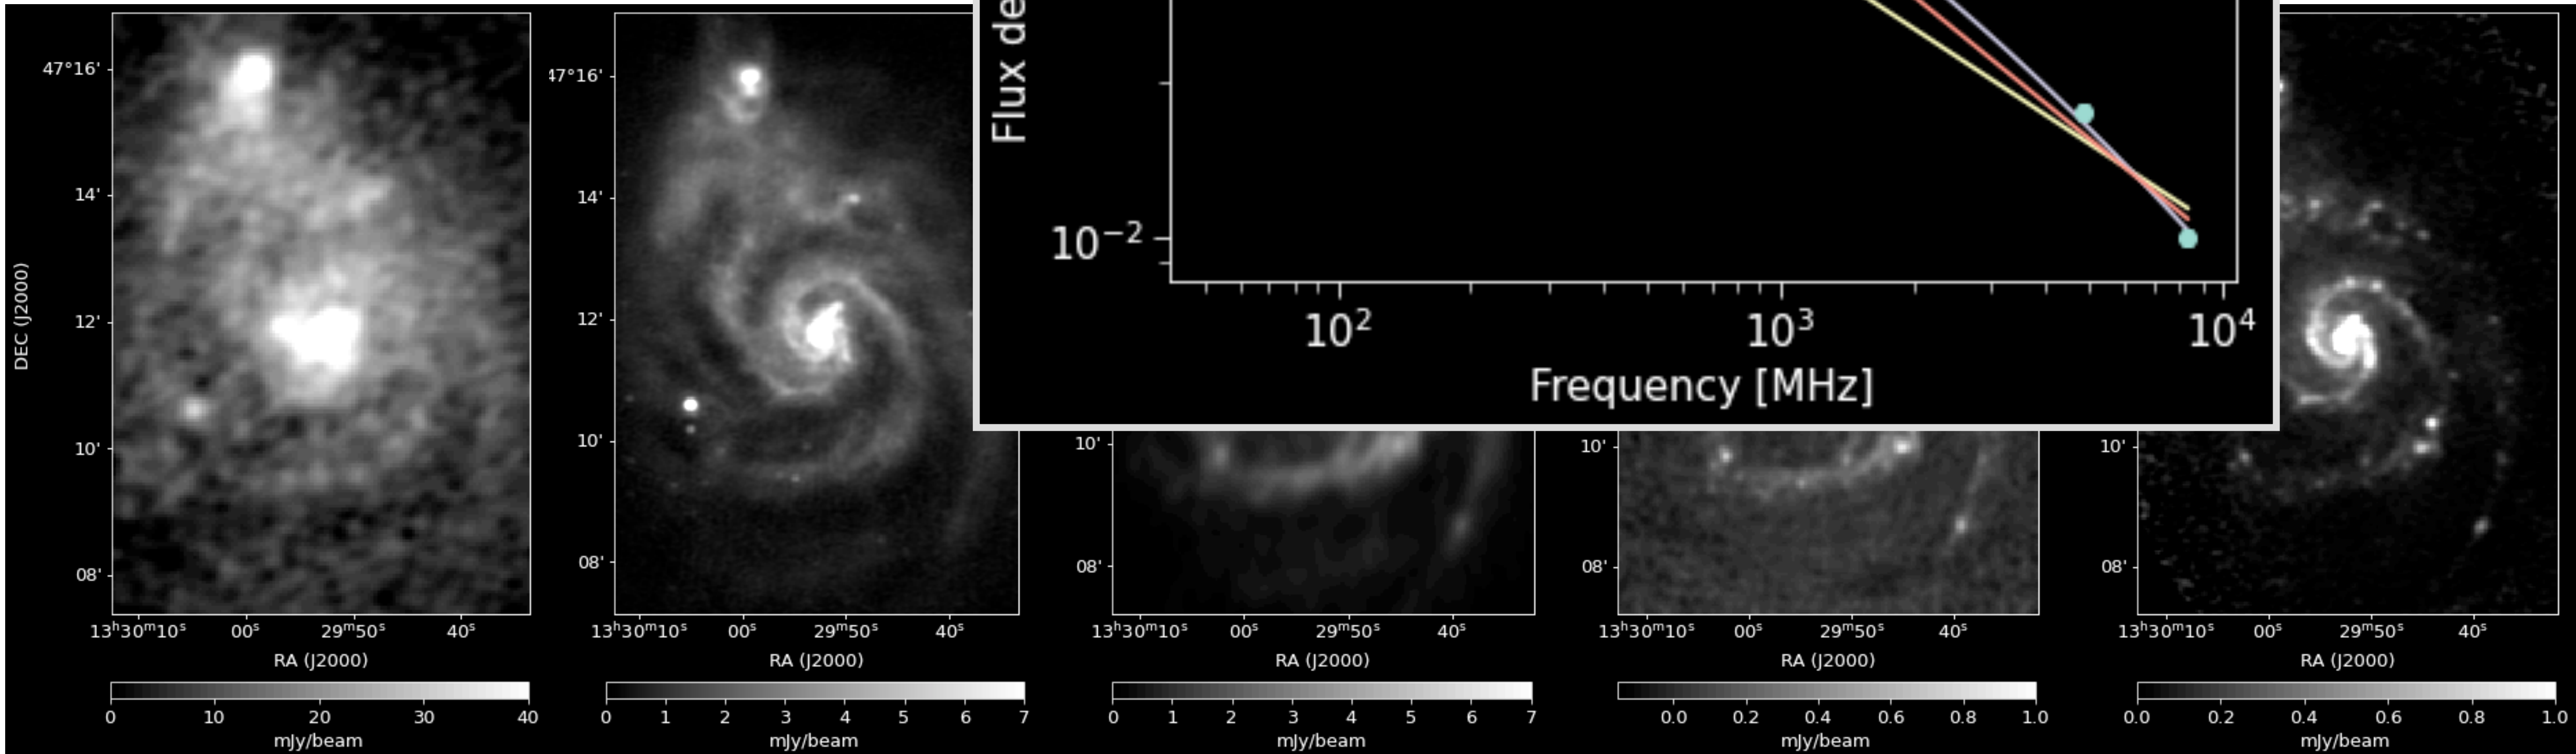 DEC (J2000)
47°16'
14'
12'
10'
08'
13ʰ30ᵐ10ˢ 00ˢ 29ᵐ50ˢ 40ˢ
RA (J2000)
0 10 20 30 40
mJy/beam
47°16'
14'
12'
10'
08'
13ʰ30ᵐ10ˢ 00ˢ 29ᵐ50ˢ 40ˢ
RA (J2000)
0 1 2 3 4 5 6 7
mJy/beam
Flux de
10⁻²
10² 10³ 10⁴
Frequency [MHz]
10'
08'
13ʰ30ᵐ10ˢ 00ˢ 29ᵐ50ˢ 40ˢ
RA (J2000)
0 1 2 3 4 5 6 7
mJy/beam
10'
08'
13ʰ30ᵐ10ˢ 00ˢ 29ᵐ50ˢ 40ˢ
RA (J2000)
0.0 0.2 0.4 0.6 0.8 1.0
mJy/beam
10'
08'
13ʰ30ᵐ10ˢ 00ˢ 29ᵐ50ˢ 40ˢ
RA (J2000)
0.0 0.2 0.4 0.6 0.8 1.0
mJy/beam